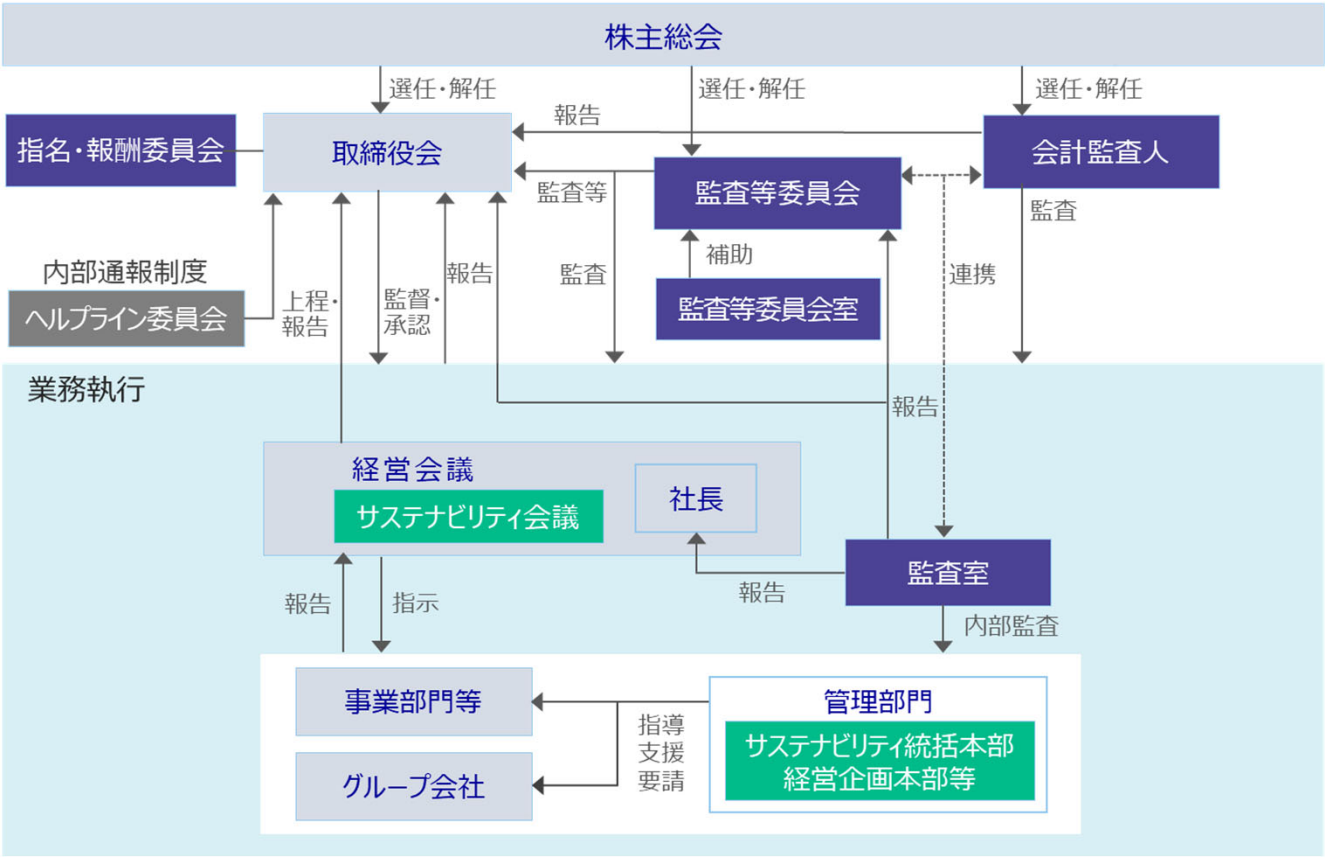 株主総会
選任・解任
選任・解任
選任・解任
指名・報酬委員会
取締役会
報告
会計監査人
監査等
監査等委員会
監査
内部通報制度
ヘルプライン委員会
上程・
報告
監督・
承認
報告
監査
補助
監査等委員会室
連携
業務執行
報告
経営会議
サステナビリティ会議
社長
監査室
報告
指示
報告
内部監査
事業部門等
グループ会社
指導
支援
要請
管理部門
サステナビリティ統括本部
経営企画本部等